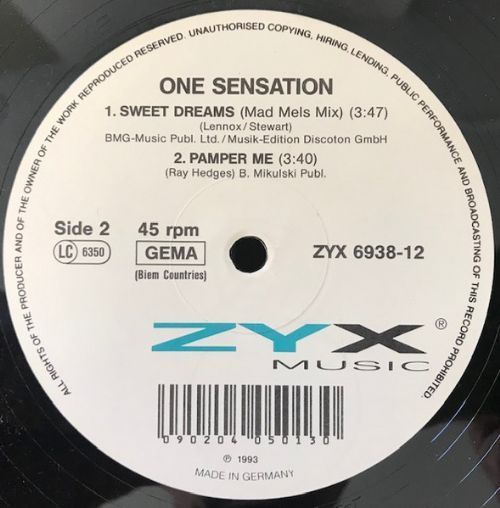 ALL RIGHTS OF THE PRODUCER AND OF THE OWNER OF THE WORK REPRODUCED RESERVED. UNAUTHORISED COPYING, HIRING, LENDING, PUBLIC PERFORMANCE AND BROADCASTING OF THIS RECORD PROHIBITED.
ONE SENSATION
1. SWEET DREAMS (Mad Mels Mix) (3:47)
(Lennox/Stewart)
BMG-Music Publ. Ltd./Musik-Edition Discoton GmbH
2. PAMPER ME (3:40)
(Ray Hedges) B. Mikulski Publ.
Side 2 45 rpm
LC 6350 GEMA ZYX 6938-12
(Biem Countries)
ZYX ®
MUSIC
090204 050130
℗ 1993
MADE IN GERMANY